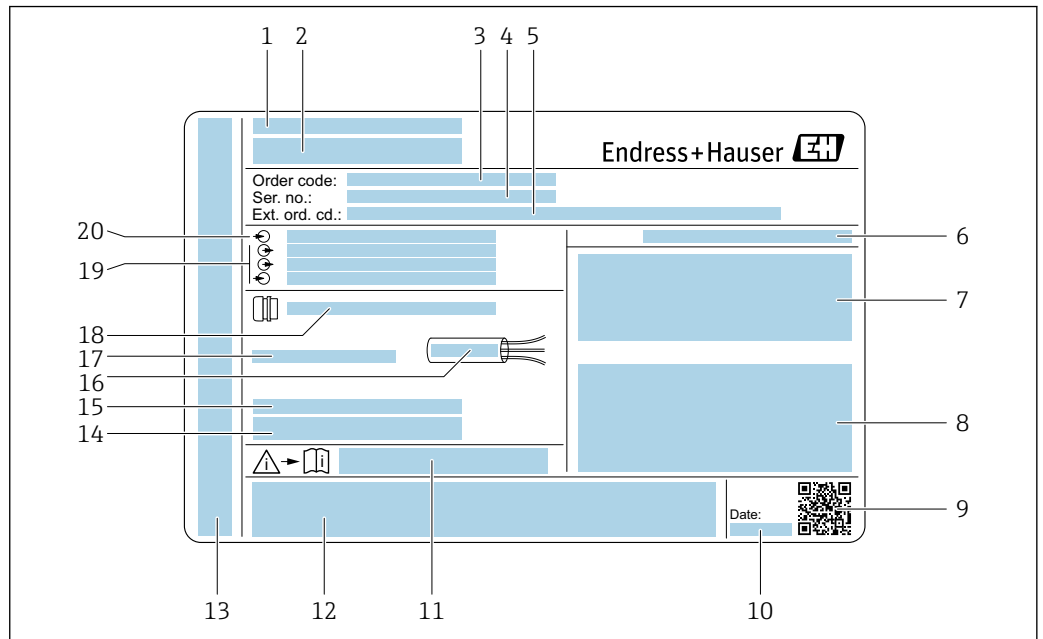 1 2 3 4 5
Endress+Hauser EH
Order code:
Ser. no.:
Ext. ord. cd.:
20
6
19
7
18
17
16
15
14
8
i i
9
Date:
13 12 11 10